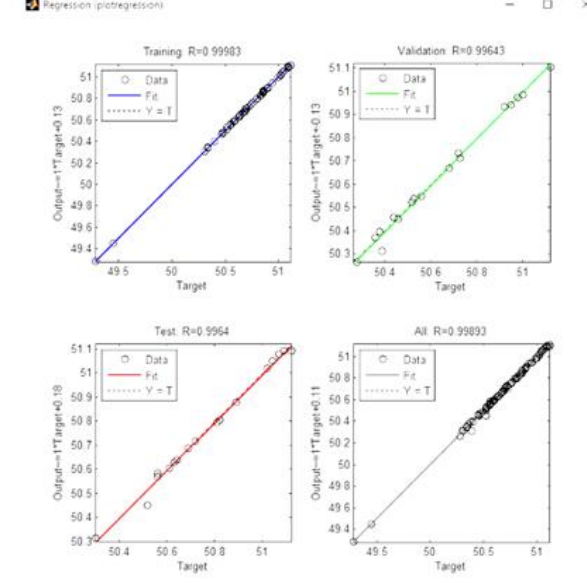 Regression (plotregression)
Training: R=0.99983
Output~=1*Target+0.13
51
50.8
50.6
50.4
50.2
50
49.8
49.6
49.4
Data
Fit
Y = T
49.5 50 50.5 51
Target
Validation: R=0.99643
Output~=1*Target+-0.13
51.1
51
50.9
50.8
50.7
50.6
50.5
50.4
50.3
Data
Fit
Y = T
50.4 50.6 50.8 51
Target
Test: R=0.9964
Output~=1*Target+0.18
51.1
51
50.9
50.8
50.7
50.6
50.5
50.4
50.3
Data
Fit
Y = T
50.4 50.6 50.8 51
Target
All: R=0.99893
Output~=1*Target+0.11
51
50.8
50.6
50.4
50.2
50
49.8
49.6
49.4
Data
Fit
Y = T
49.5 50 50.5 51
Target